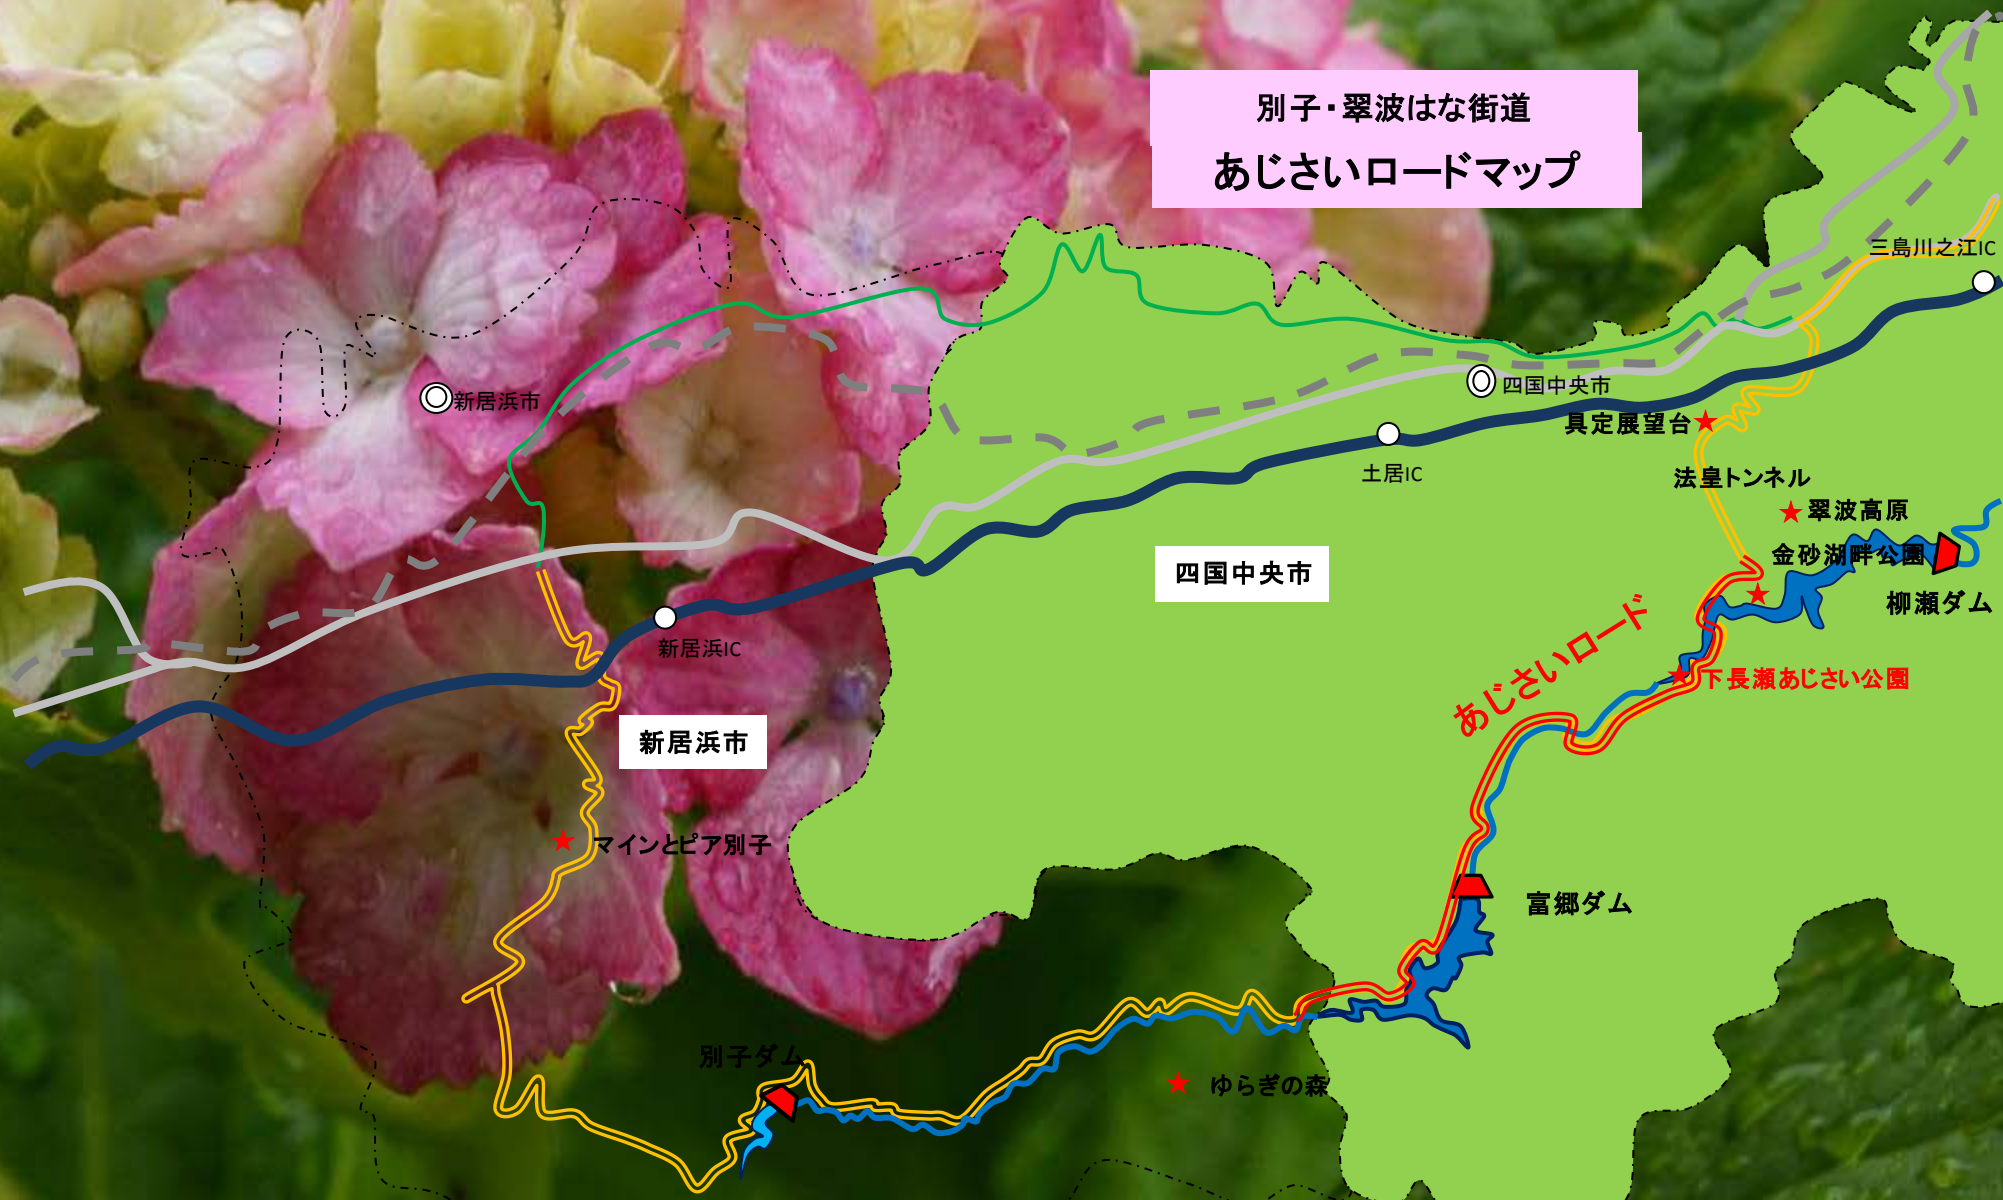 別子・翠波はな街道
あじさいロードマップ
三島川之江IC
新居浜市
四国中央市
具定展望台
土居IC
法皇トンネル
翠波高原
金砂湖畔公園
四国中央市
柳瀬ダム
あじさいロード
新居浜IC
下長瀬あじさい公園
新居浜市
マイントピア別子
富郷ダム
別子ダム
ゆらぎの森